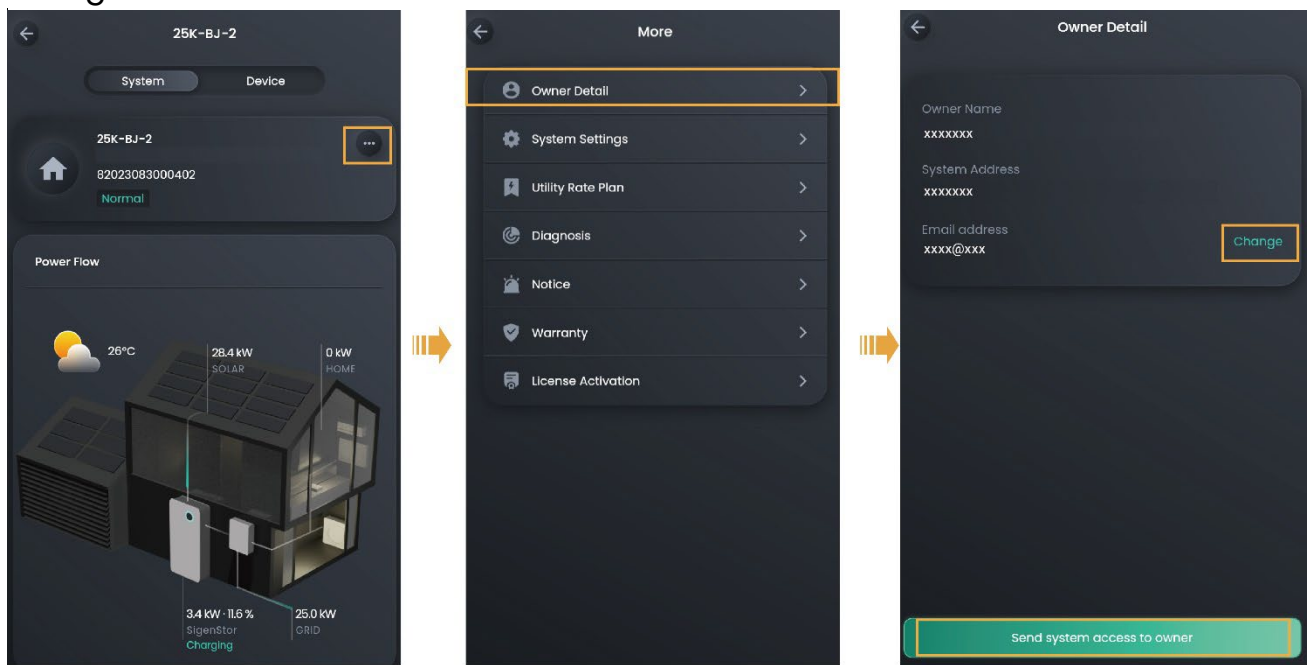 25K-BJ-2
System Device
25K-BJ-2
82023083000402
Normal
Power Flow
26°C
28.4 kW
SOLAR
0 kW
HOME
3.4 kW · 11.6 %
SigenStor
Charging
25.0 kW
GRID
More
Owner Detail
System Settings
Utility Rate Plan
Diagnosis
Notice
Warranty
License Activation
Owner Detail
Owner Name
xxxxxxx
System Address
xxxxxxx
Email address
xxxx@xxx
Change
Send system access to owner